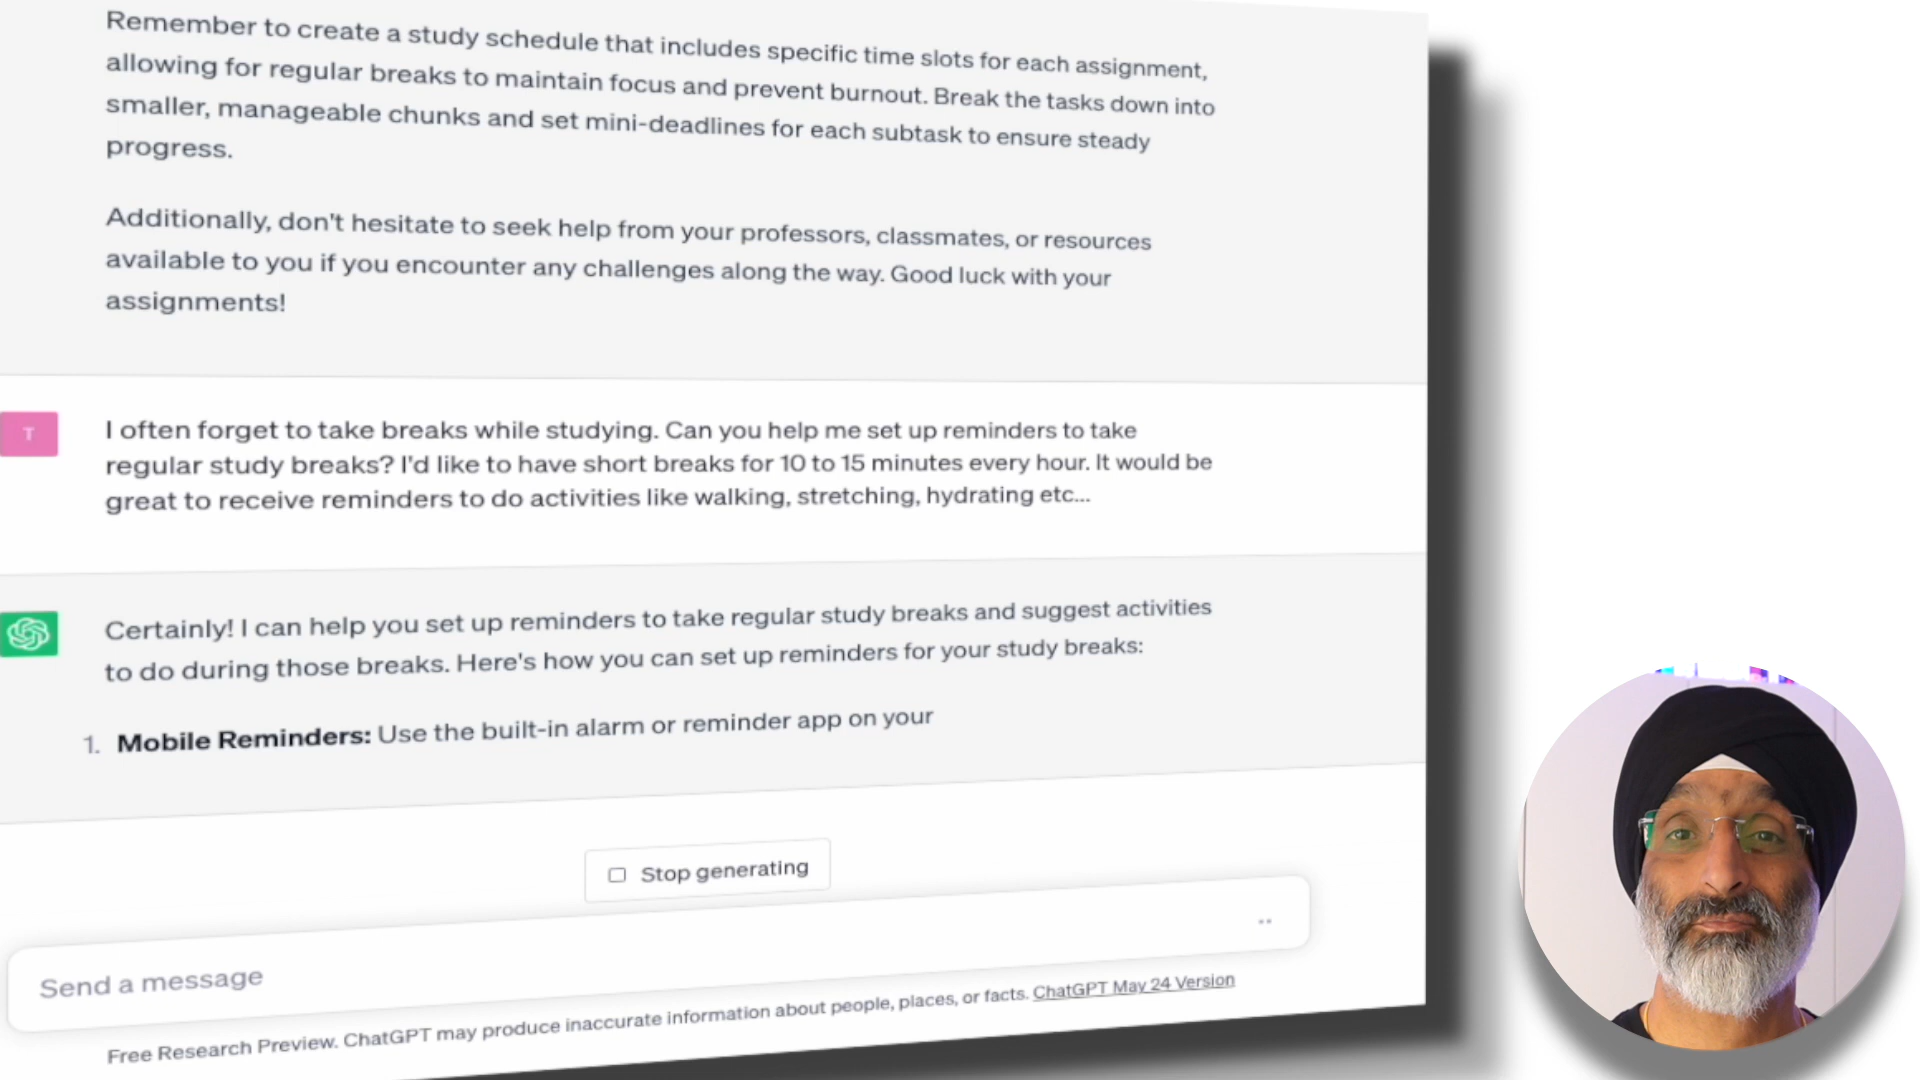 Remember to create a study schedule that includes specific time slots for each assignment,
allowing for regular breaks to maintain focus and prevent burnout. Break the tasks down into
smaller, manageable chunks and set mini-deadlines for each subtask to ensure steady
progress.
Additionally, don't hesitate to seek help from your professors, classmates, or resources
available to you if you encounter any challenges along the way. Good luck with your
assignments!
T
I often forget to take breaks while studying. Can you help me set up reminders to take
regular study breaks? I'd like to have short breaks for 10 to 15 minutes every hour. It would be
great to receive reminders to do activities like walking, stretching, hydrating etc...
Certainly! I can help you set up reminders to take regular study breaks and suggest activities
to do during those breaks. Here's how you can set up reminders for your study breaks:
1. Mobile Reminders: Use the built-in alarm or reminder app on your
Stop generating
Send a message
Free Research Preview. ChatGPT may produce inaccurate information about people, places, or facts. ChatGPT May 24 Version